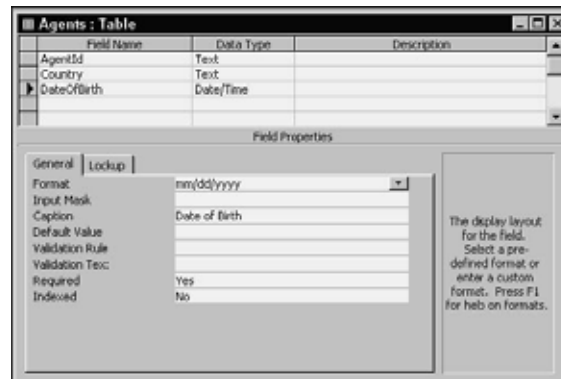 Agents : Table
Field Name Data Type Description
AgentId Text
Country Text
DateOfBirth Date/Time
Field Properties
General Lookup
Format mm/dd/yyyy
Input Mask
Caption Date of Birth
Default Value
Validation Rule
Validation Text
Required Yes
Indexed No
The display layout
for the field.
Select a pre-
defined format or
enter a custom
format. Press F1
for help on formats.